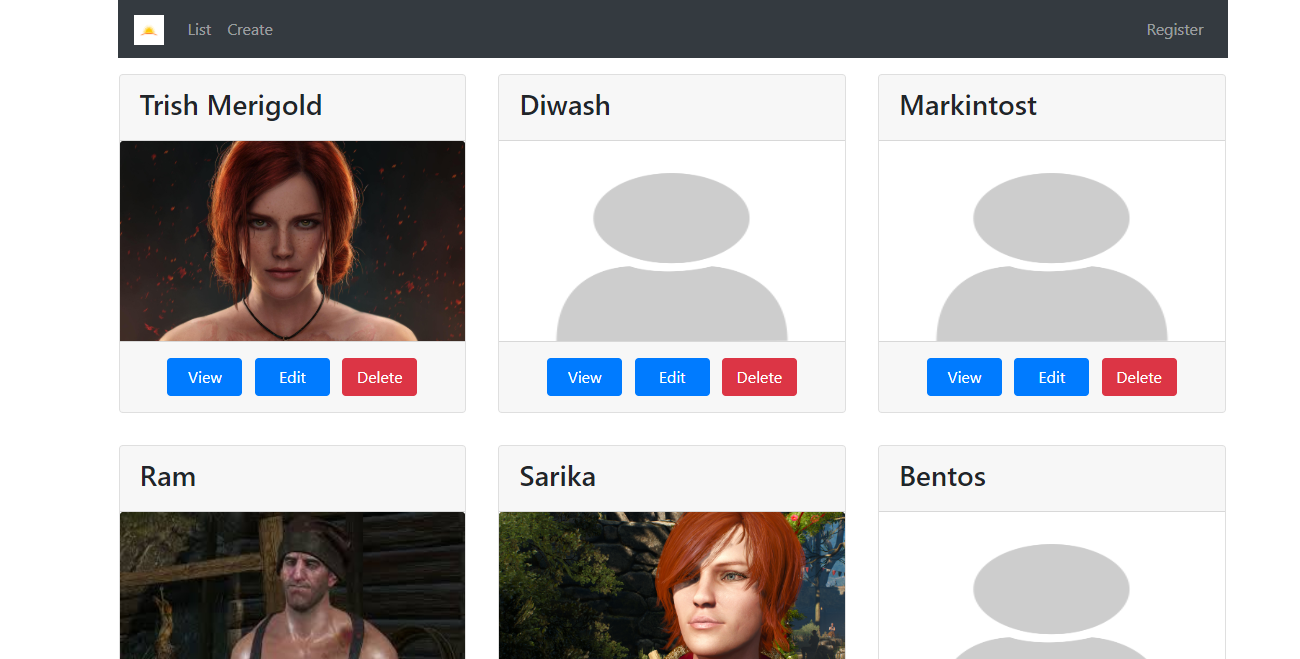 List Create Register
Trish Merigold
Diwash
Markintost
View Edit Delete
View Edit Delete
View Edit Delete
Ram
Sarika
Bentos